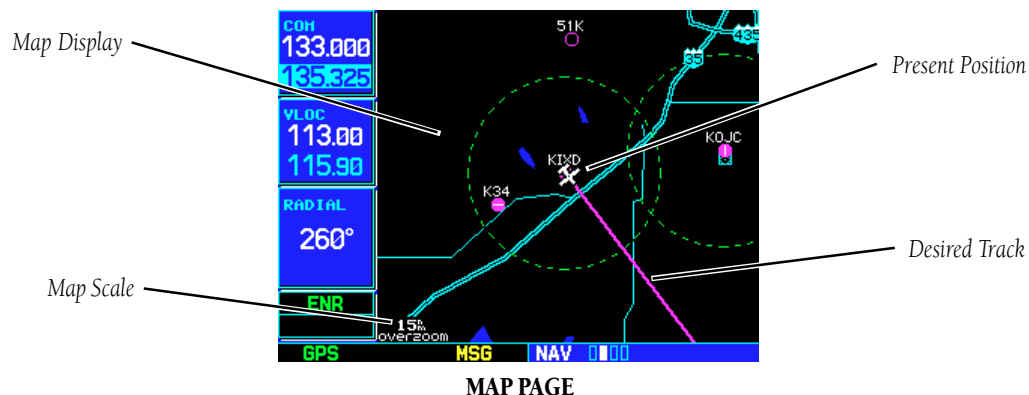 Map Display
COM
133.000
135.325
VLOC
113.00
115.90
RADIAL
260°
ENR
GPS
MSG
NAV
51K
435
35
KOJC
KIXD
K34
15
overzoom
Present Position
Desired Track
Map Scale
MAP PAGE